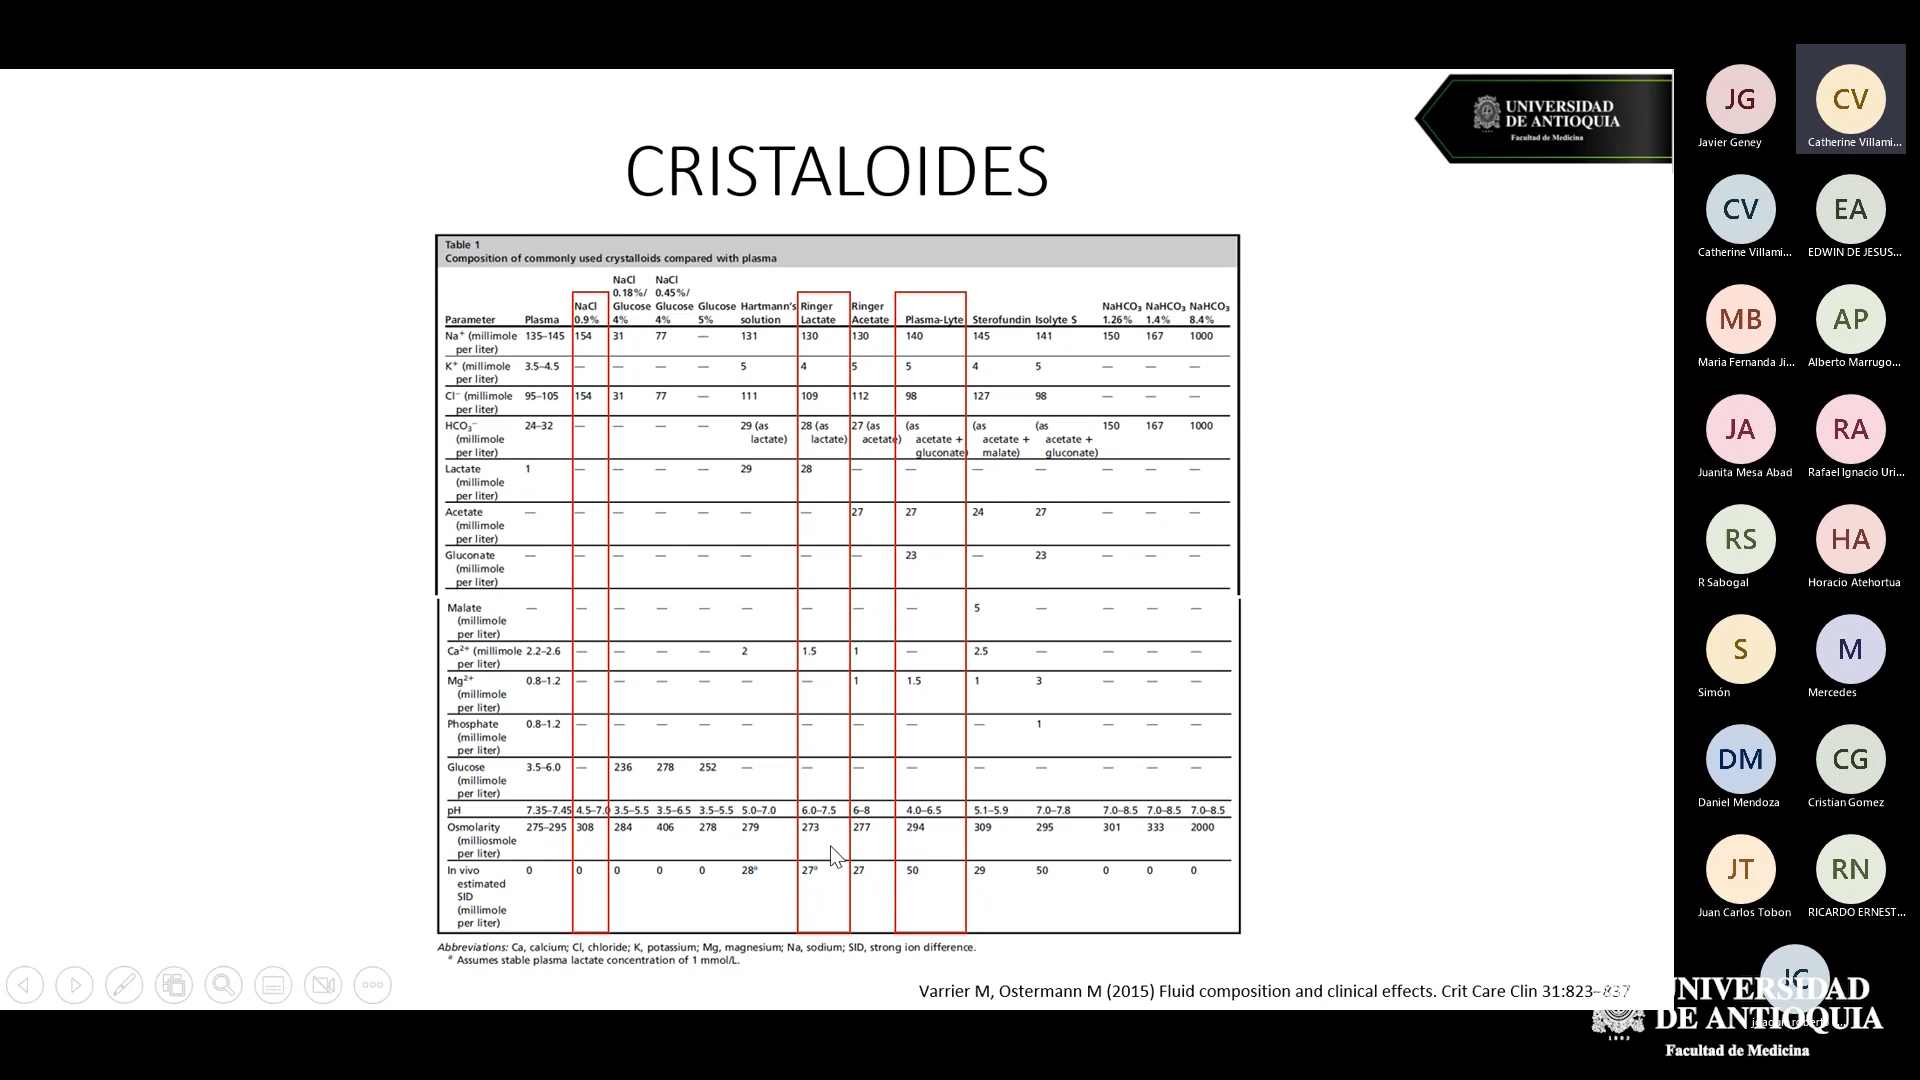 UNIVERSIDAD
DE ANTIOQUIA
Facultad de Medicina
CRISTALOIDES
Table 1
Composition of commonly used crystalloids compared with plasma
Parameter Plasma NaCl 0.9% NaCl 0.18%/ Glucose 4% NaCl 0.45%/ Glucose 4% Glucose 5% Hartmann's solution Ringer Lactate Ringer Acetate Plasma-Lyte Sterofundin Isolyte S NaHCO₃ 1.26% NaHCO₃ 1.4% NaHCO₃ 8.4%
Na⁺ (millimole per liter) 135–145 154 31 77 — 131 130 130 140 145 141 150 167 1000
K⁺ (millimole per liter) 3.5–4.5 — — — — 5 4 5 5 4 5 — — —
Cl⁻ (millimole per liter) 95–105 154 31 77 — 111 109 112 98 127 98 — — —
HCO₃⁻ (millimole per liter) 24–32 — — — — 29 (as lactate) 28 (as lactate) 27 (as acetate) (as acetate + gluconate) (as acetate + malate) (as acetate + gluconate) 150 167 1000
Lactate (millimole per liter) 1 — — — — 29 28 — — — — — — —
Acetate (millimole per liter) — — — — — — — 27 27 24 27 — — —
Gluconate (millimole per liter) — — — — — — — — 23 — 23 — — —
Malate (millimole per liter) — — — — — — — — — 5 — — — —
Ca²⁺ (millimole per liter) 2.2–2.6 — — — — 2 1.5 1 — 2.5 — — — —
Mg²⁺ (millimole per liter) 0.8–1.2 — — — — — — 1 1.5 1 3 — — —
Phosphate (millimole per liter) 0.8–1.2 — — — — — — — — — 1 — — —
Glucose (millimole per liter) 3.5–6.0 — 236 278 252 — — — — — — — — —
pH 7.35–7.45 4.5–7.0 3.5–5.5 3.5–6.5 3.5–5.5 5.0–7.0 6.0–7.5 6–8 4.0–6.5 5.1–5.9 7.0–7.8 7.0–8.5 7.0–8.5 7.0–8.5
Osmolarity (milliosmole per liter) 275–295 308 284 406 278 279 273 277 294 309 295 301 333 2000
In vivo estimated SID (millimole per liter) 0 0 0 0 0 28ᵃ 27ᵃ 27 50 29 50 0 0 0
Abbreviations: Ca, calcium; Cl, chloride; K, potassium; Mg, magnesium; Na, sodium; SID, strong ion difference.
ᵃ Assumes stable plasma lactate concentration of 1 mmol/L.
Varrier M, Ostermann M (2015) Fluid composition and clinical effects. Crit Care Clin 31:823–837
JG
Javier Geney
CV
Catherine Villami...
CV
Catherine Villami...
EA
EDWIN DE JESUS...
MB
Maria Fernanda Ji...
AP
Alberto Marrugo...
JA
Juanita Mesa Abad
RA
Rafael Ignacio Uri...
RS
R Sabogal
HA
Horacio Atehortua
S
Simón
M
Mercedes
DM
Daniel Mendoza
CG
Cristian Gomez
JT
Juan Carlos Tobon
RN
RICARDO ERNEST...
UNIVERSIDAD
DE ANTIOQUIA
1803
Facultad de Medicina